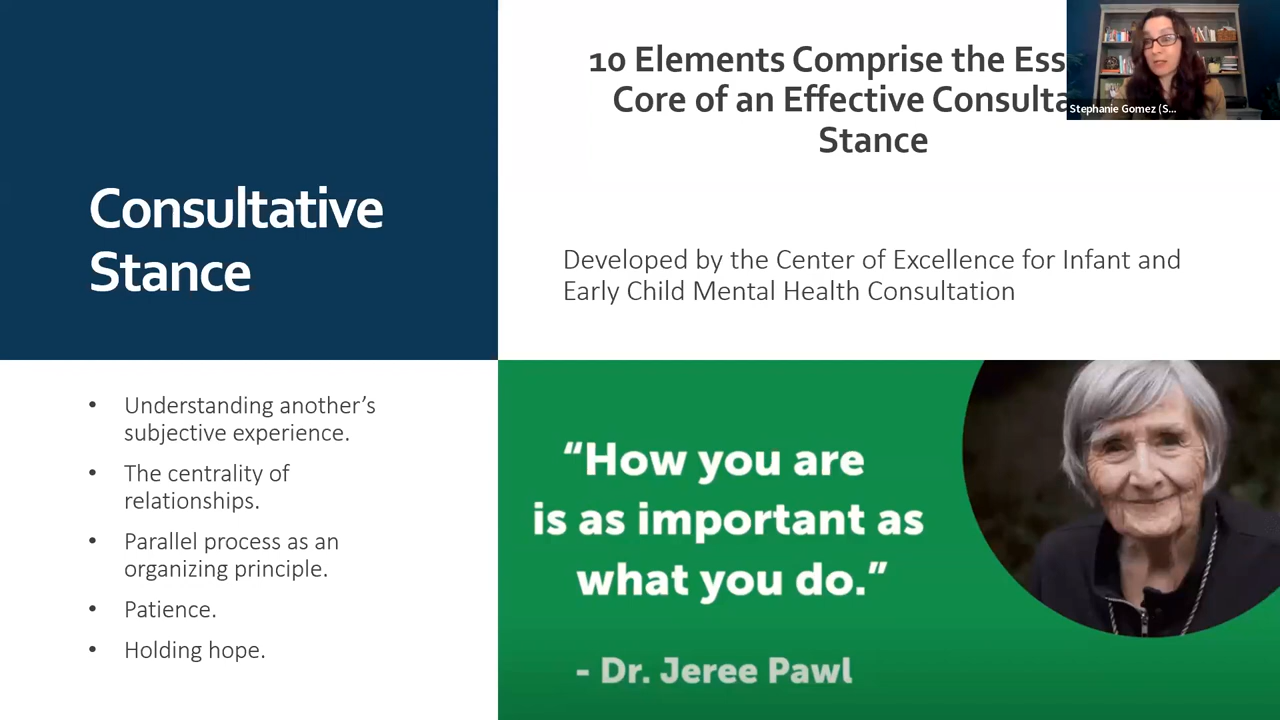 Consultative
Stance
10 Elements Comprise the
Core of an Effective
Stance
Stephanie Gomez (S...
Developed by the Center of Excellence for Infant and
Early Child Mental Health Consultation
• Understanding another’s
subjective experience.
• The centrality of
relationships.
• Parallel process as an
organizing principle.
• Patience.
• Holding hope.
“How you are
is as important as
what you do.”
- Dr. Jeree Pawl